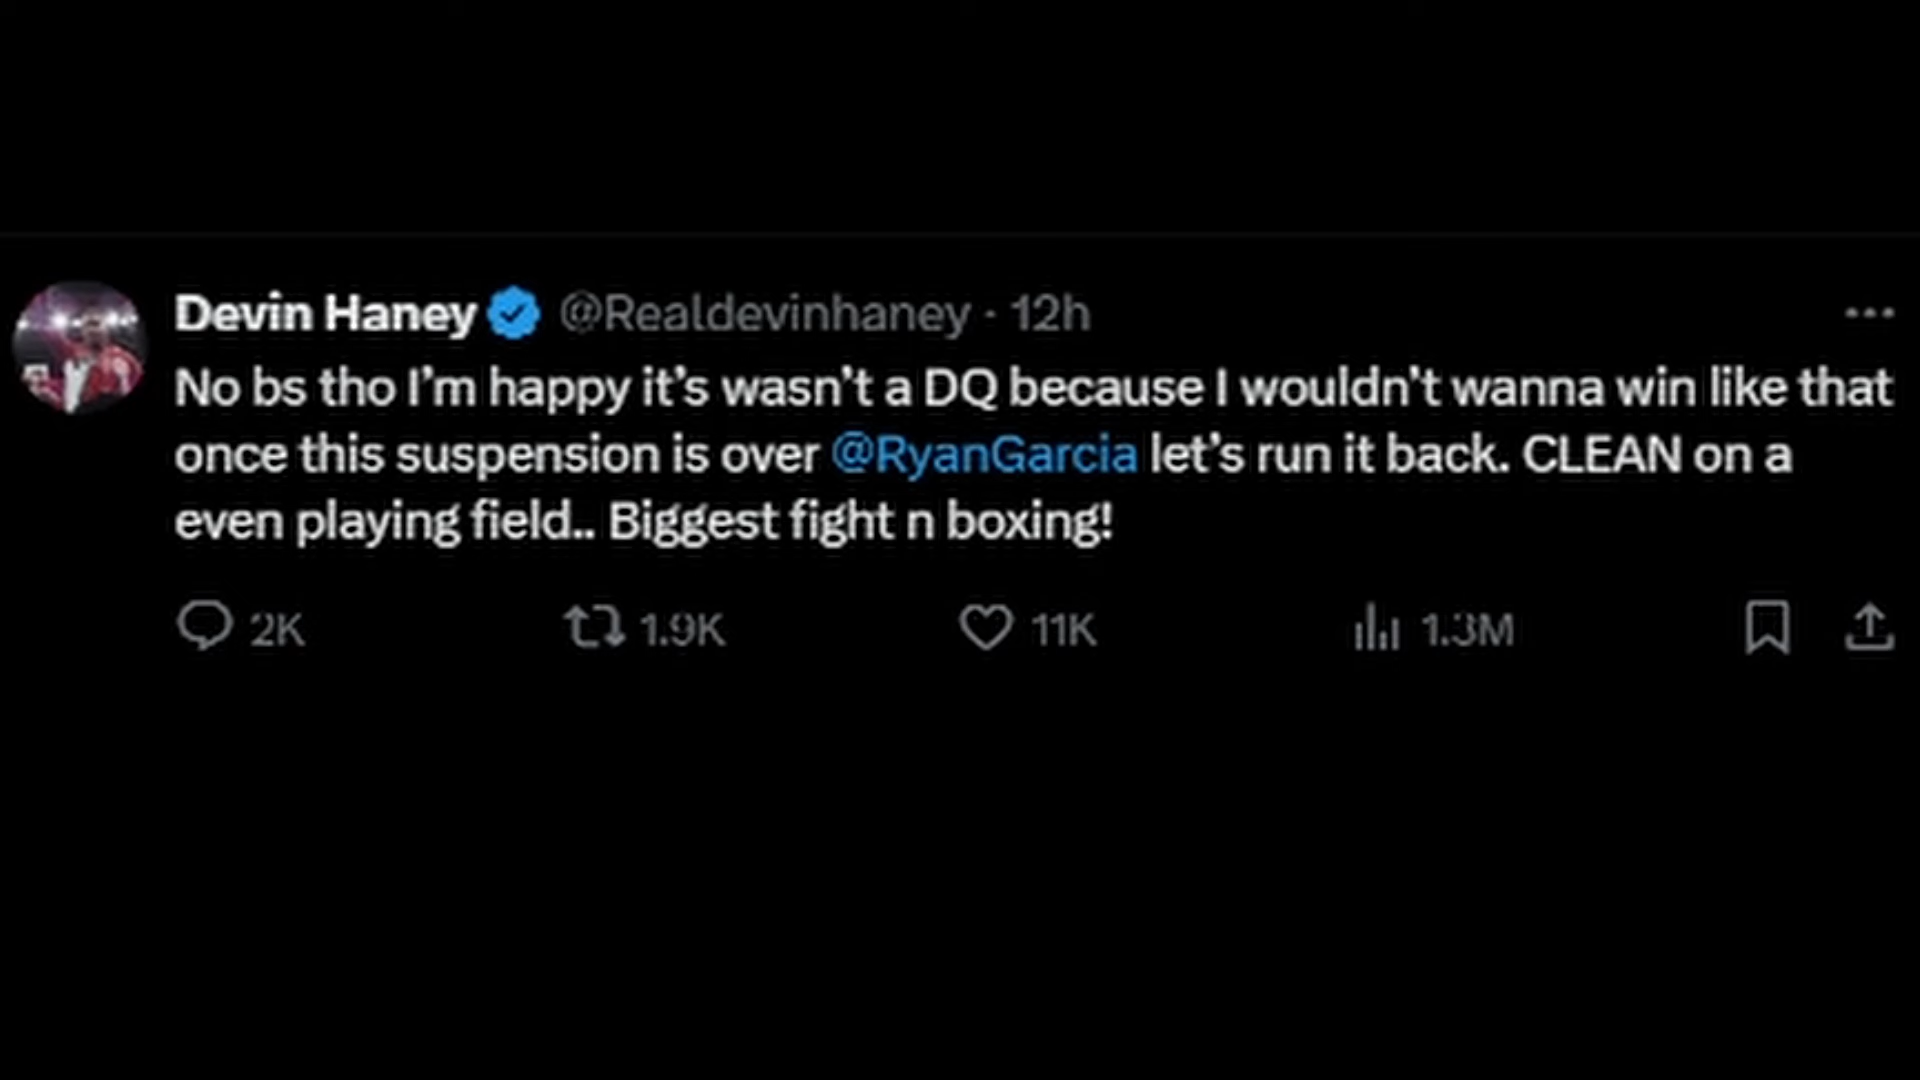 Devin Haney @Realdevinhaney · 12h
No bs tho I'm happy it's wasn't a DQ because I wouldn't wanna win like that
once this suspension is over @RyanGarcia let's run it back. CLEAN on a
even playing field.. Biggest fight n boxing!
2K 1.9K 11K 1.3M